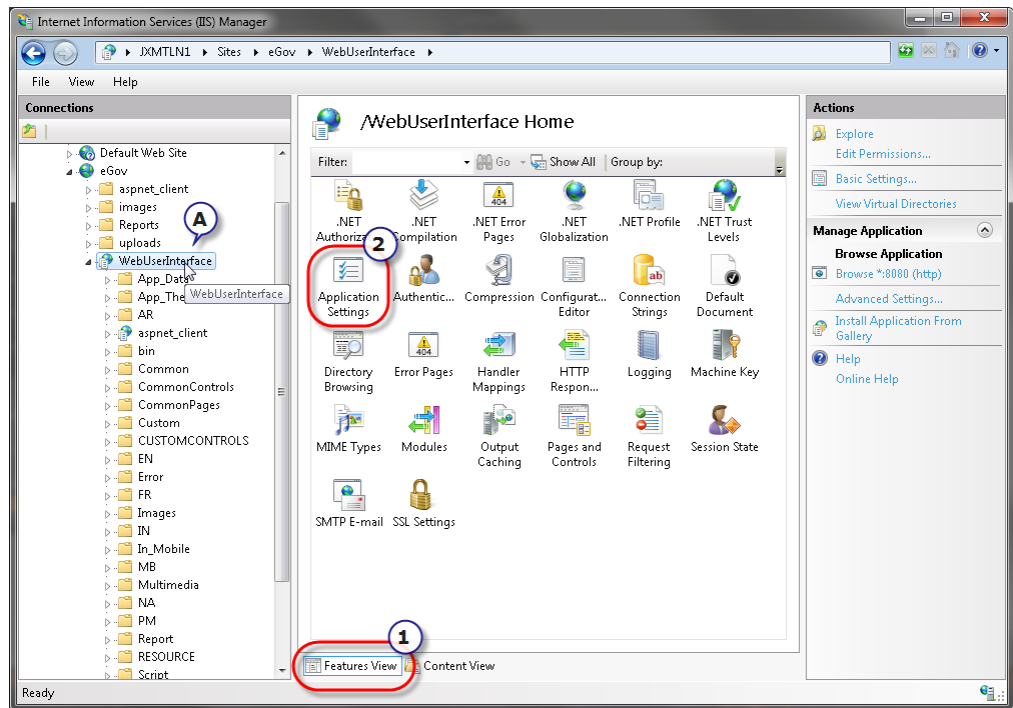 Internet Information Services (IIS) Manager
JXMTLN1 Sites eGov WebUserInterface
File View Help
Connections
Default Web Site
eGov
aspnet_client
images
Reports
uploads
A
WebUserInterface
App_Data
WebUserInterface
App_The
AR
aspnet_client
bin
Common
CommonControls
CommonPages
Custom
CUSTOMCONTROLS
EN
Error
FR
Images
IN
In_Mobile
MB
Multimedia
NA
PM
Report
RESOURCE
Script
/WebUserInterface Home
Filter: Go Show All Group by:
.NET Authoriza
.NET Compilation
404
.NET Error Pages
.NET Globalization
.NET Profile
.NET Trust Levels
2
Application Settings
Authentic...
Compression
Configurat... Editor
ab
Connection Strings
Default Document
Directory Browsing
404
Error Pages
Handler Mappings
HTTP Respon...
Logging
Machine Key
MIME Types
Modules
Output Caching
Pages and Controls
Request Filtering
Session State
SMTP E-mail
SSL Settings
1
Features View
Content View
Actions
Explore
Edit Permissions...
Basic Settings...
View Virtual Directories
Manage Application
Browse Application
Browse *:8080 (http)
Advanced Settings...
Install Application From
Gallery
Help
Online Help
Ready